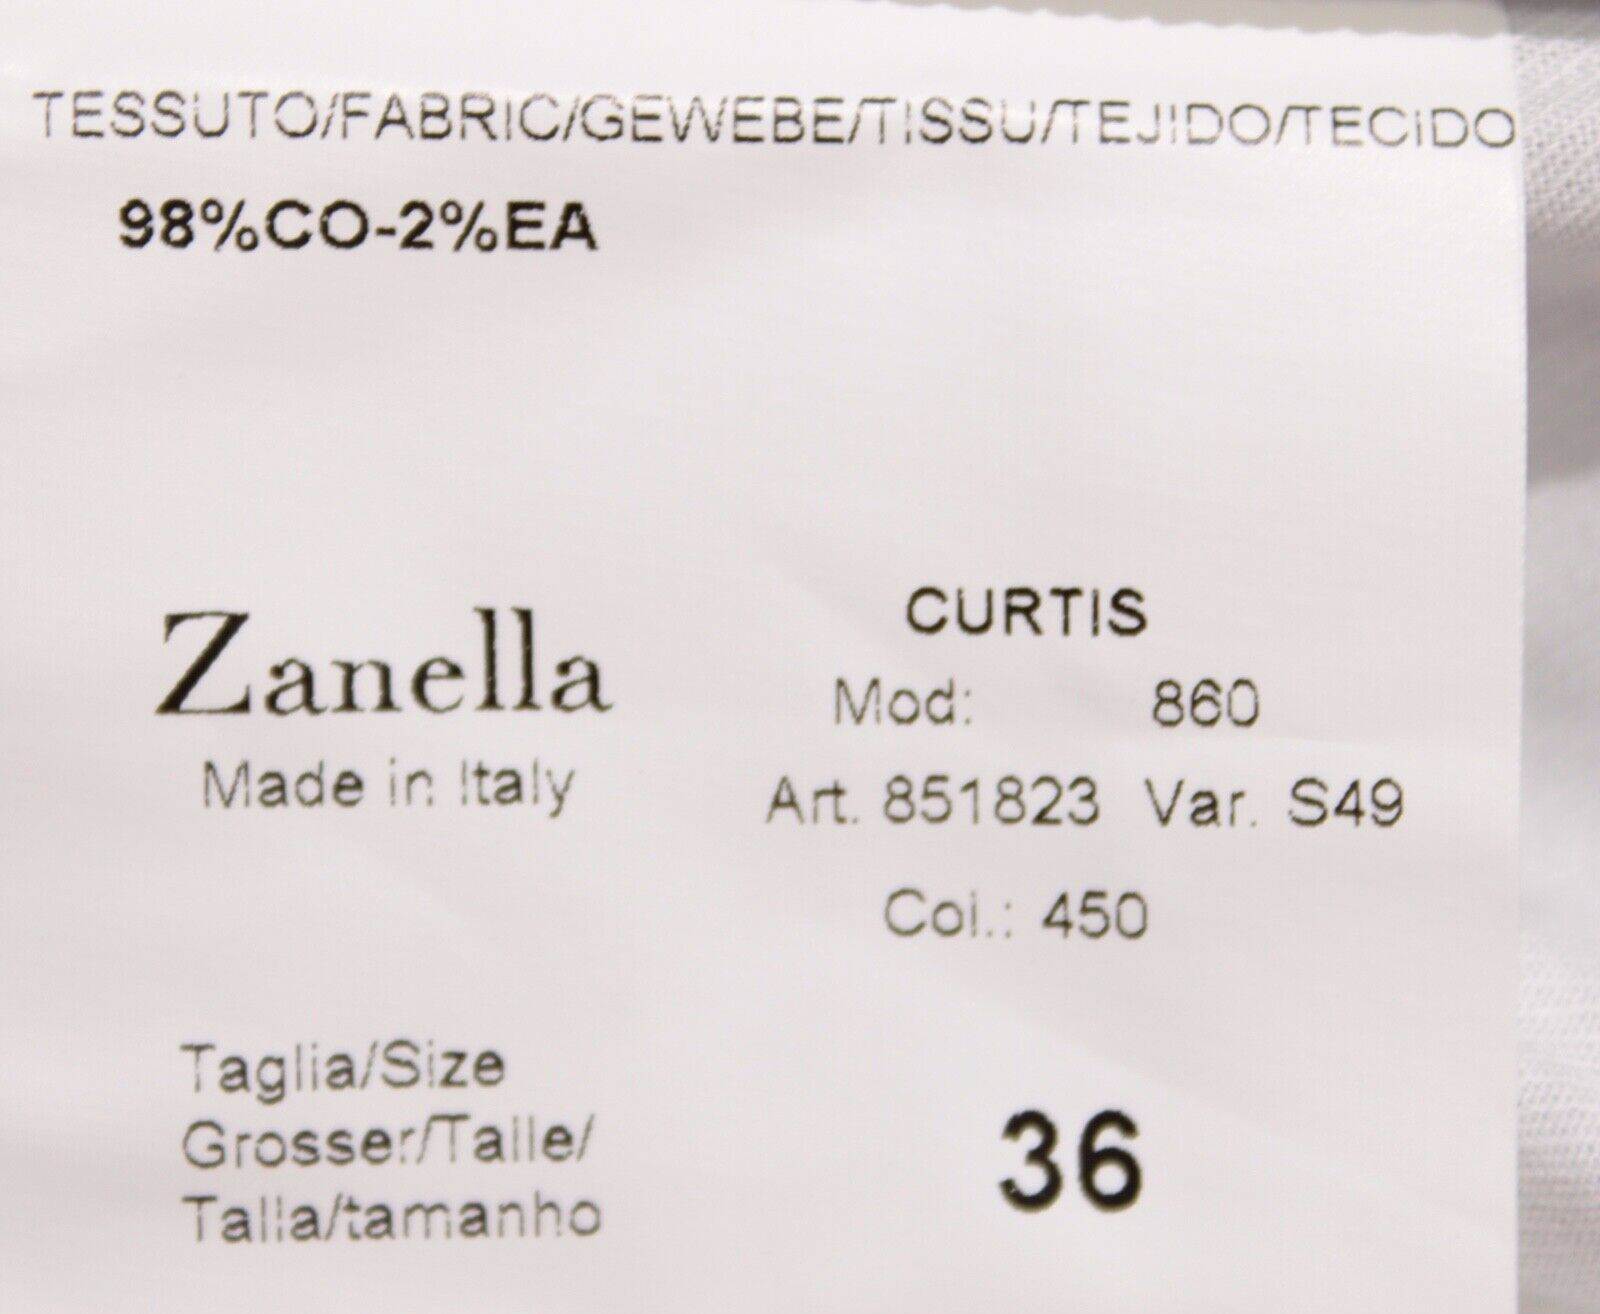 TESSUTO/FABRIC/GEWEBE/TISSU/TEJIDO/TECIDO
98%CO-2%EA
Zanella
Made in Italy
CURTIS
Mod: 860
Art. 851823 Var. S49
Col.: 450
Taglia/Size
Grosser/Taille/
Talla/tamanho
36